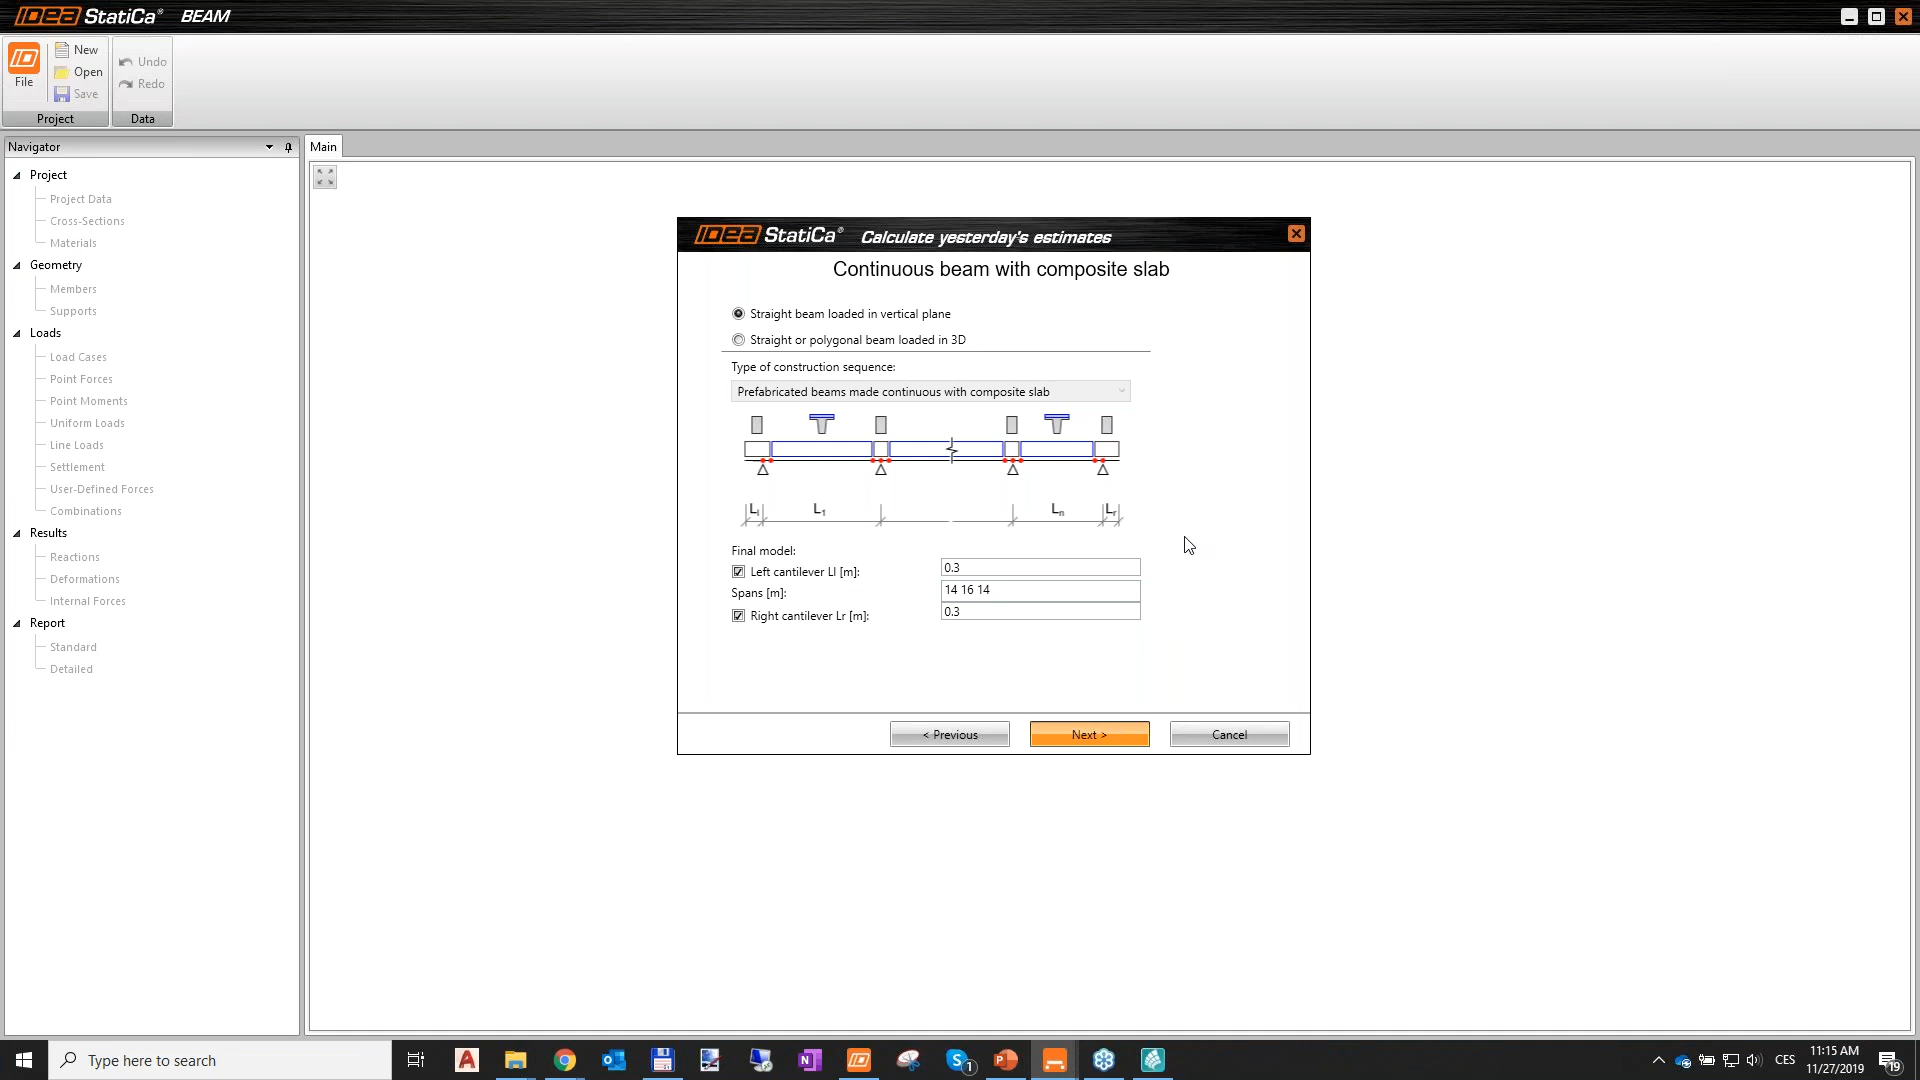 IDEA StatiCa® BEAM
File
New
Open
Save
Project
Undo
Redo
Data
Navigator
Project
Project Data
Cross-Sections
Materials
Geometry
Members
Supports
Loads
Load Cases
Point Forces
Point Moments
Uniform Loads
Line Loads
Settlement
User-Defined Forces
Combinations
Results
Reactions
Deformations
Internal Forces
Report
Standard
Detailed
Main
IDEA StatiCa® Calculate yesterday's estimates
Continuous beam with composite slab
Straight beam loaded in vertical plane
Straight or polygonal beam loaded in 3D
Type of construction sequence:
Prefabricated beams made continuous with composite slab
Ll L1 Ln Lr
Final model:
Left cantilever Ll [m]: 0.3
Spans [m]: 14 16 14
Right cantilever Lr [m]: 0.3
< Previous Next > Cancel
Type here to search
CES
11:15 AM
11/27/2019
19
1